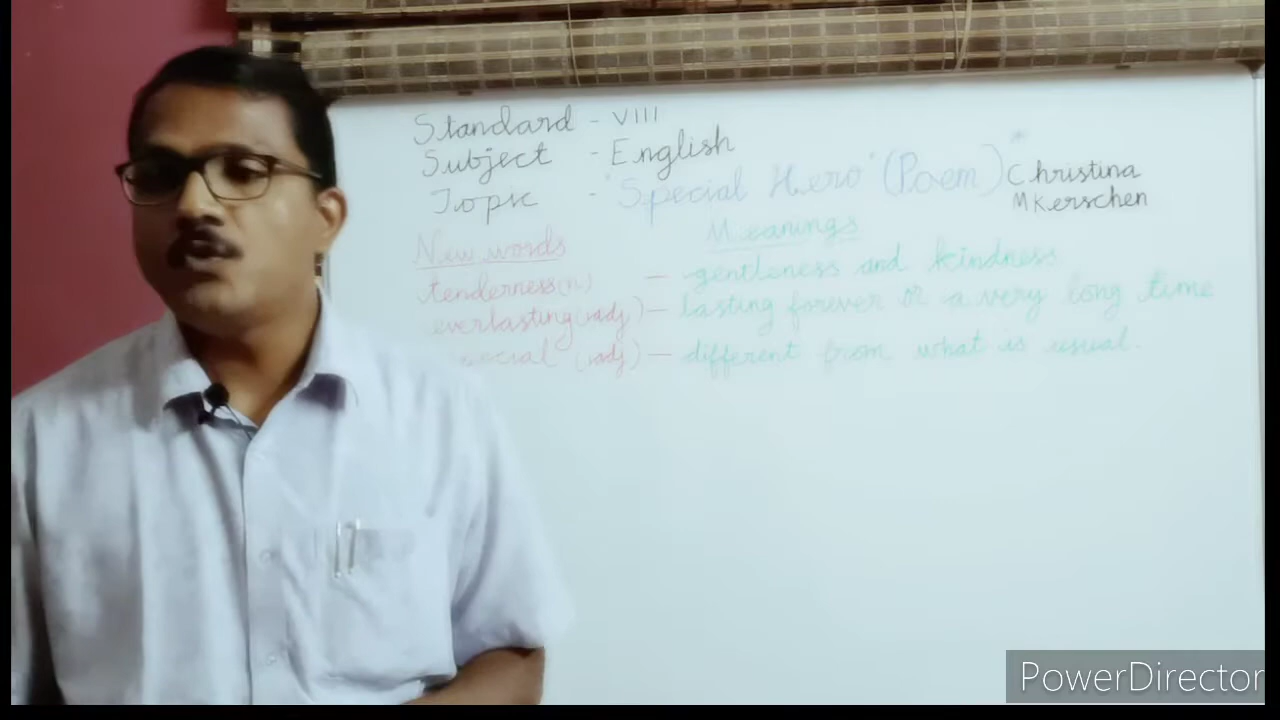 Standard - VIII
Subject - English
Topic - "Special Hero" (Poem) Christina
M Kerschen
New words Meanings
tenderness(n) - gentleness and kindness
everlasting(adj) - lasting forever or a very long time
special (adj) - different from what is usual.
PowerDirector